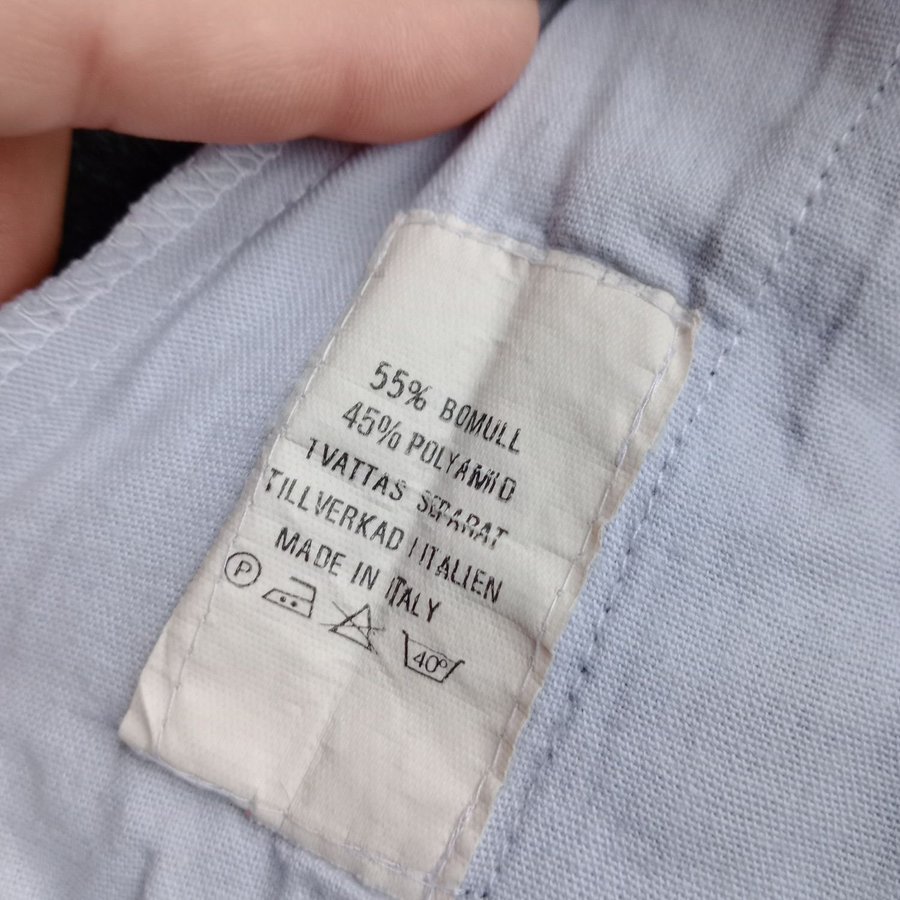 55% BOMULL
45% POLYAMID
TVATTAS SEPARAT
TILLVERKAD I ITALIEN
MADE IN ITALY
P 40°